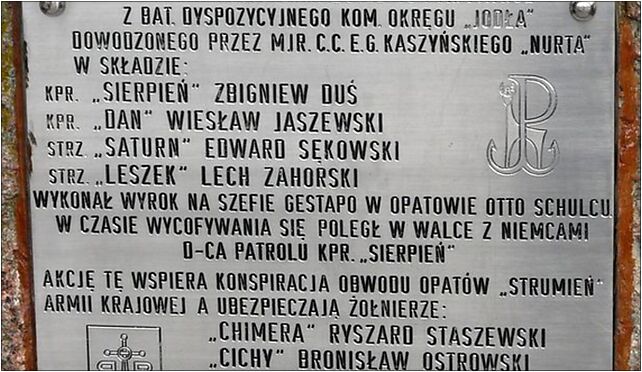 Z BAT. DYSPOZYCYJNEGO KOM. OKRĘGU „JODŁA"
DOWODZONEGO PRZEZ MJR. C.C. E.G. KASZYŃSKIEGO „NURTA"
W SKŁADZIE:
KPR. „SIERPIEŃ" ZBIGNIEW DUŚ
KPR. „DAN" WIESŁAW JASZEWSKI
STRZ. „SATURN" EDWARD SĘKOWSKI
STRZ. „LESZEK" LECH ZAHORSKI
WYKONAŁ WYROK NA SZEFIE GESTAPO W OPATOWIE OTTO SCHULCU.
W CZASIE WYCOFYWANIA SIĘ POLEGŁ W WALCE Z NIEMCAMI
D-CA PATROLU KPR. „SIERPIEŃ"
AKCJĘ TĘ WSPIERA KONSPIRACJA OBWODU OPATÓW „STRUMIEŃ"
ARMII KRAJOWEJ A UBEZPIECZAJĄ ŻOŁNIERZE:
„CHIMERA" RYSZARD STASZEWSKI
„CICHY" BRONISŁAW OSTROWSKI